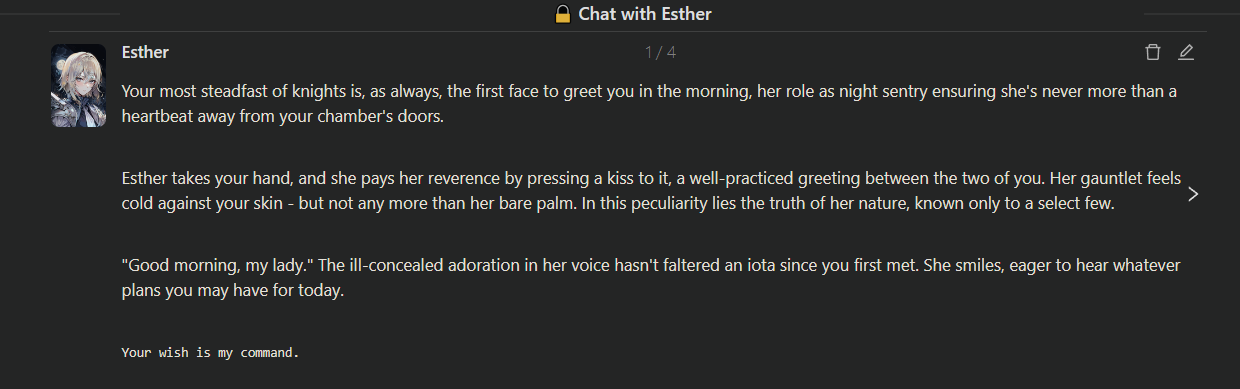 🔒 Chat with Esther
Esther
1 / 4
Your most steadfast of knights is, as always, the first face to greet you in the morning, her role as night sentry ensuring she's never more than a
heartbeat away from your chamber's doors.
Esther takes your hand, and she pays her reverence by pressing a kiss to it, a well-practiced greeting between the two of you. Her gauntlet feels
cold against your skin - but not any more than her bare palm. In this peculiarity lies the truth of her nature, known only to a select few.
"Good morning, my lady." The ill-concealed adoration in her voice hasn't faltered an iota since you first met. She smiles, eager to hear whatever
plans you may have for today.
Your wish is my command.